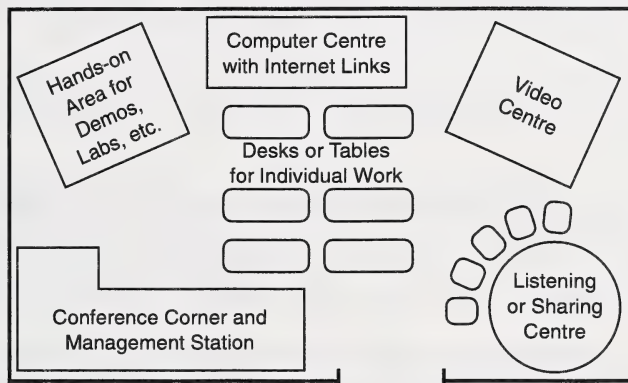 Hands-on
Area for
Demos,
Labs, etc.
Computer Centre
with Internet Links
Video
Centre
Desks or Tables
for Individual Work
Conference Corner and
Management Station
Listening
or Sharing
Centre